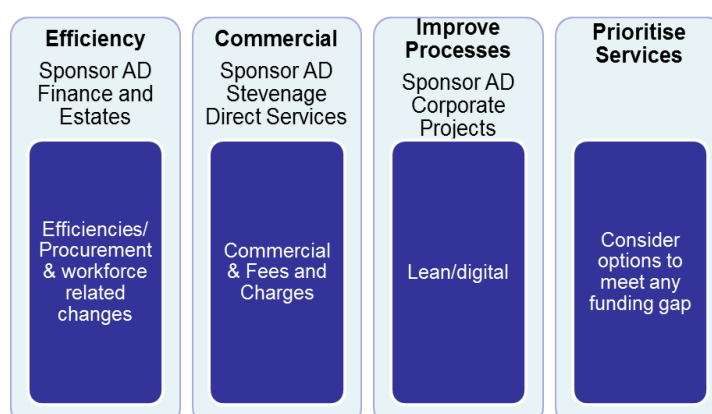 Efficiency
Sponsor AD
Finance and
Estates
Efficiencies/
Procurement
& workforce
related
changes
Commercial
Sponsor AD
Stevenage
Direct Services
Commercial
& Fees and
Charges
Improve
Processes
Sponsor AD
Corporate
Projects
Lean/digital
Prioritise
Services
Consider
options to
meet any
funding gap